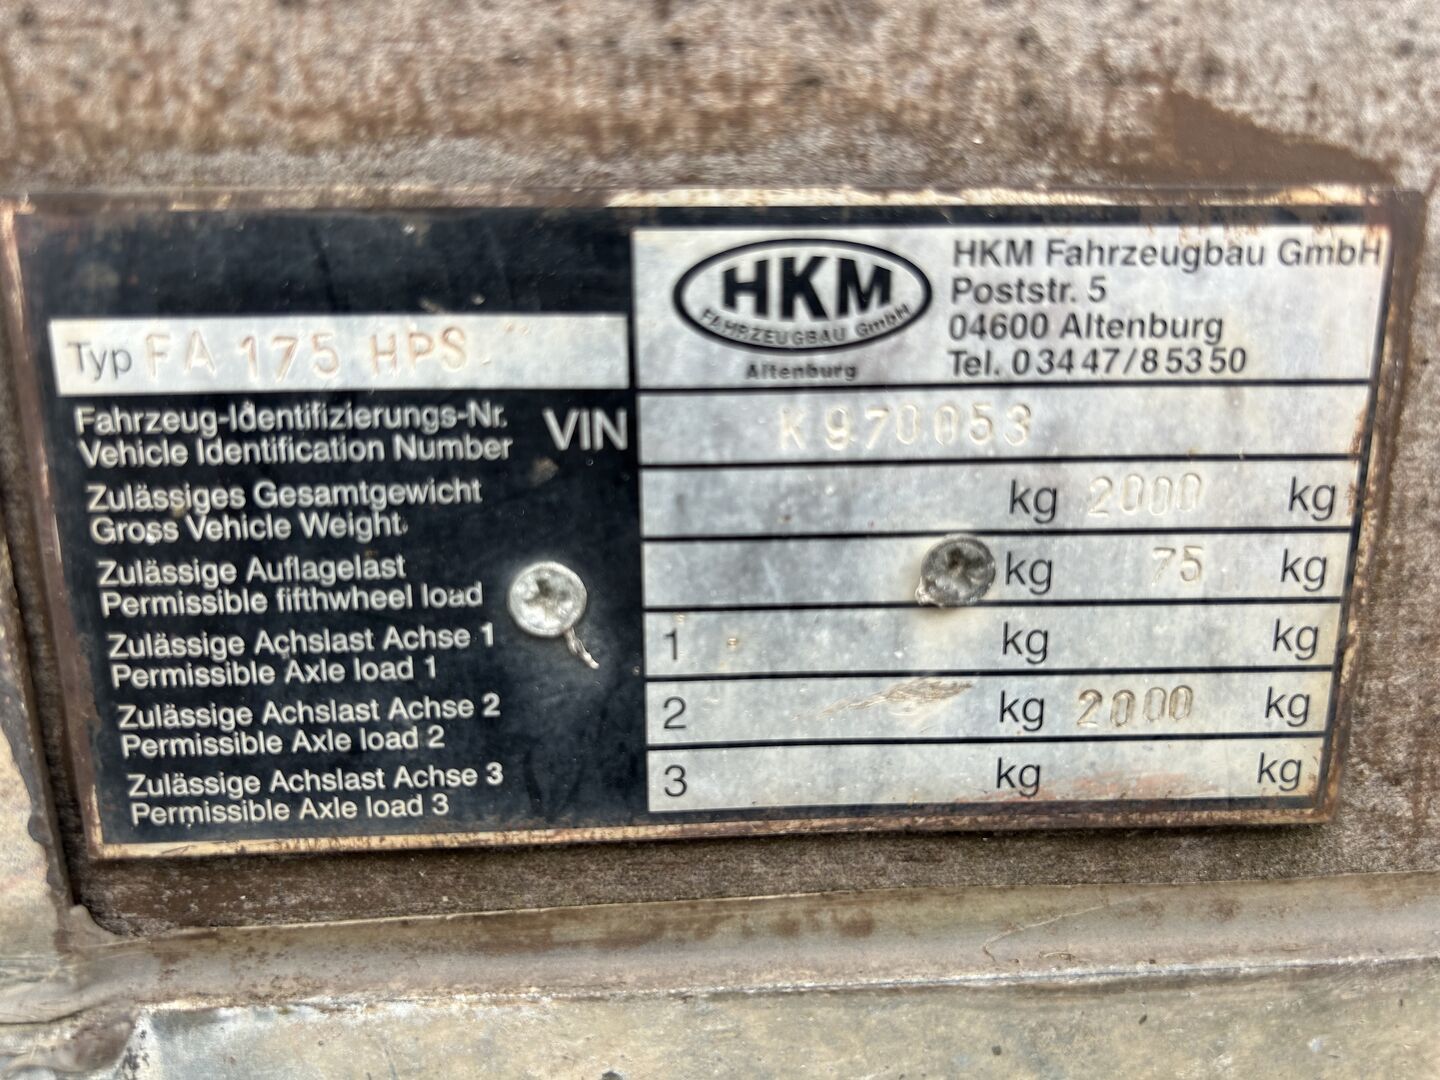 HKM
FAHRZEUGBAU GmbH
Altenburg
HKM Fahrzeugbau GmbH
Poststr. 5
04600 Altenburg
Tel. 03447/85350
Typ FA 175 HPS
Fahrzeug-Identifizierungs-Nr.
Vehicle Identification Number
VIN K970053
Zulässiges Gesamtgewicht
Gross Vehicle Weight
kg 2000 kg
Zulässige Auflagelast
Permissible fifthwheel load
kg 75 kg
Zulässige Achslast Achse 1
Permissible Axle load 1
1 kg kg
Zulässige Achslast Achse 2
Permissible Axle load 2
2 kg 2000 kg
Zulässige Achslast Achse 3
Permissible Axle load 3
3 kg kg